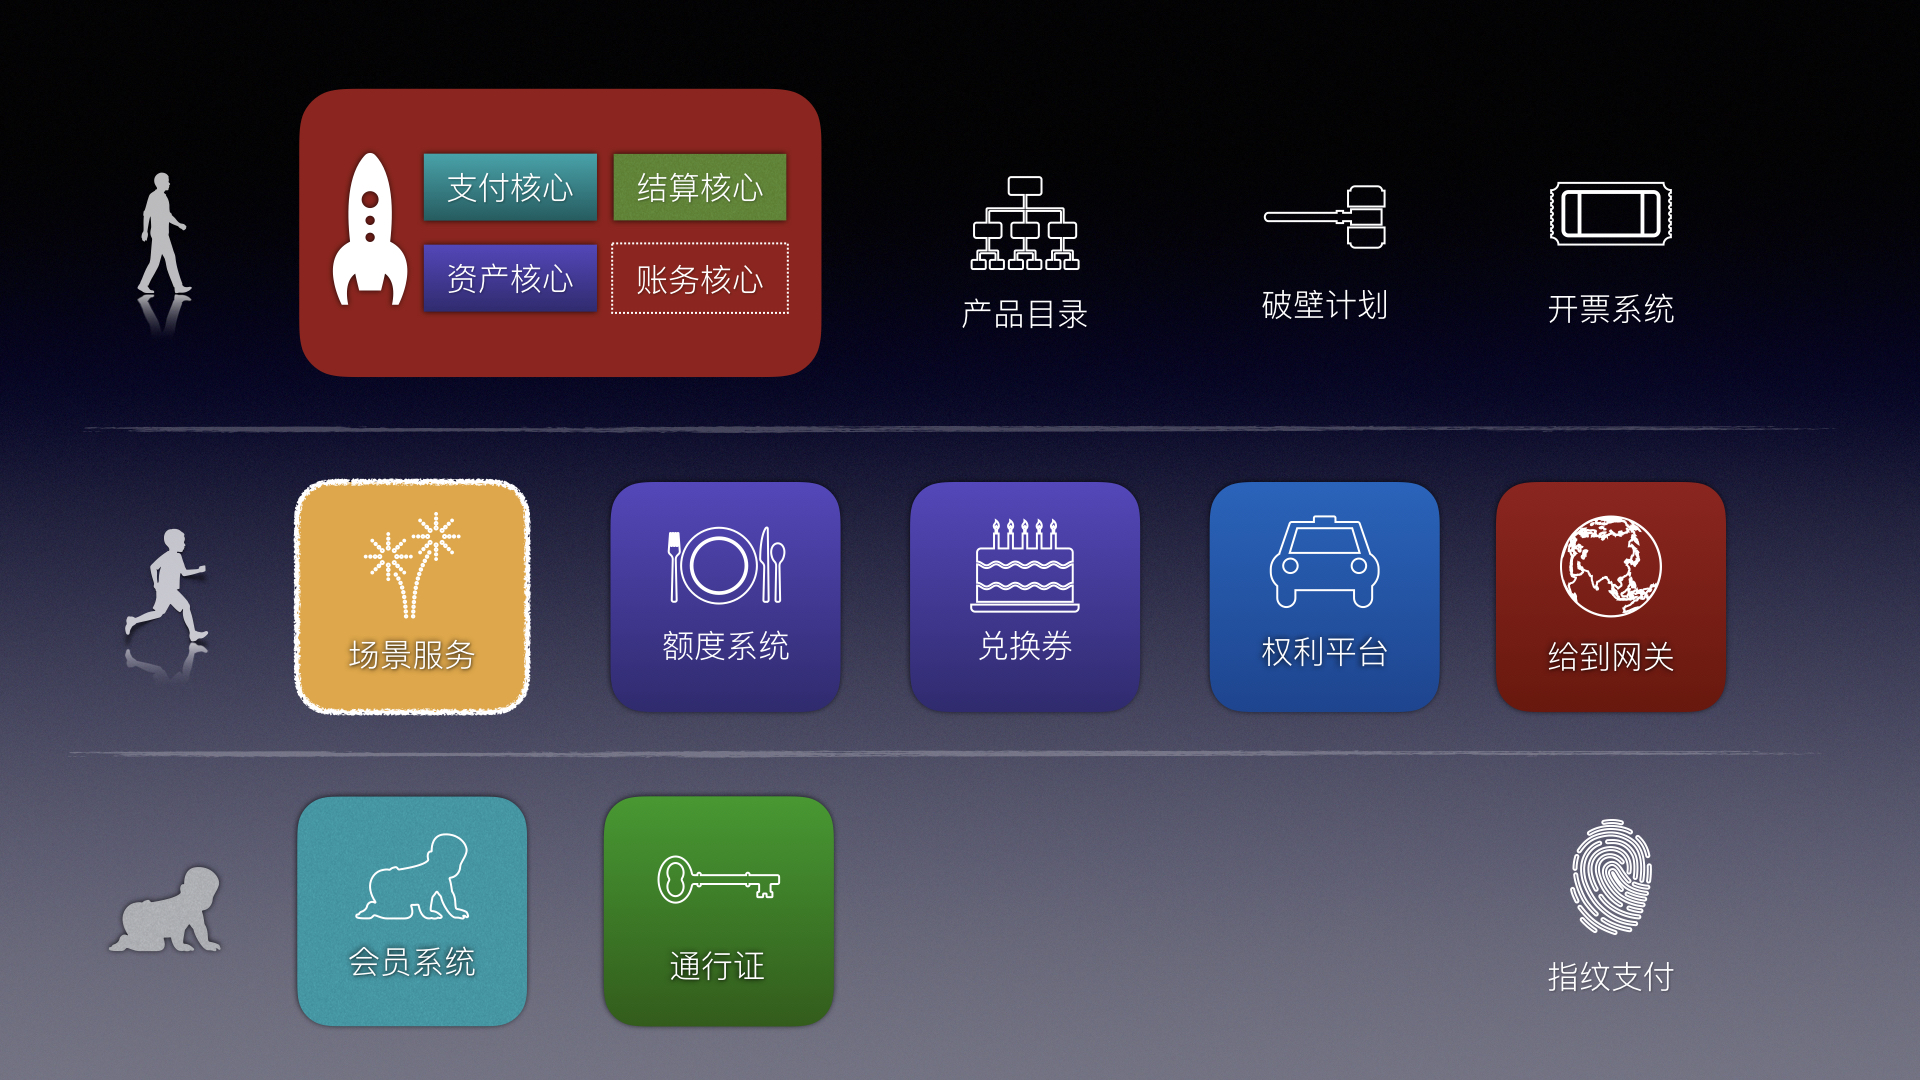 支付核心
结算核心
资产核心
账务核心
产品目录
破壁计划
开票系统
场景服务
额度系统
兑换券
权利平台
给到网关
会员系统
通行证
指纹支付